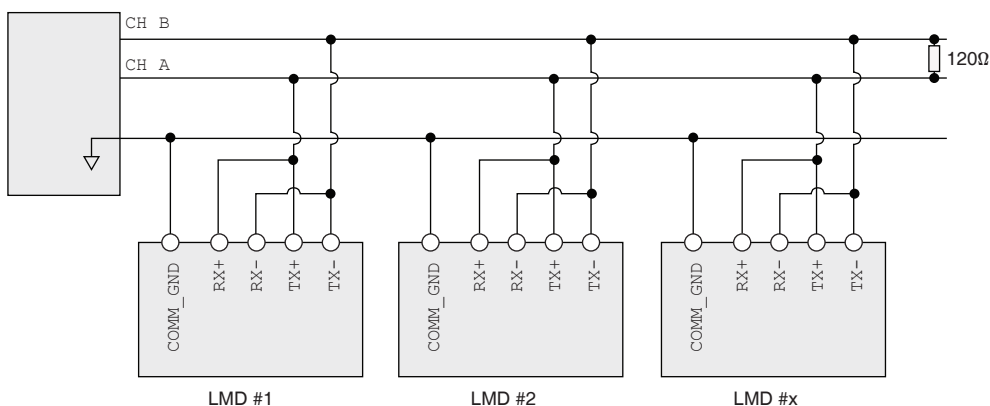 CH B
CH A
120Ω
COMM_GND
RX+
RX-
TX+
TX-
COMM_GND
RX+
RX-
TX+
TX-
COMM_GND
RX+
RX-
TX+
TX-
LMD #1
LMD #2
LMD #x